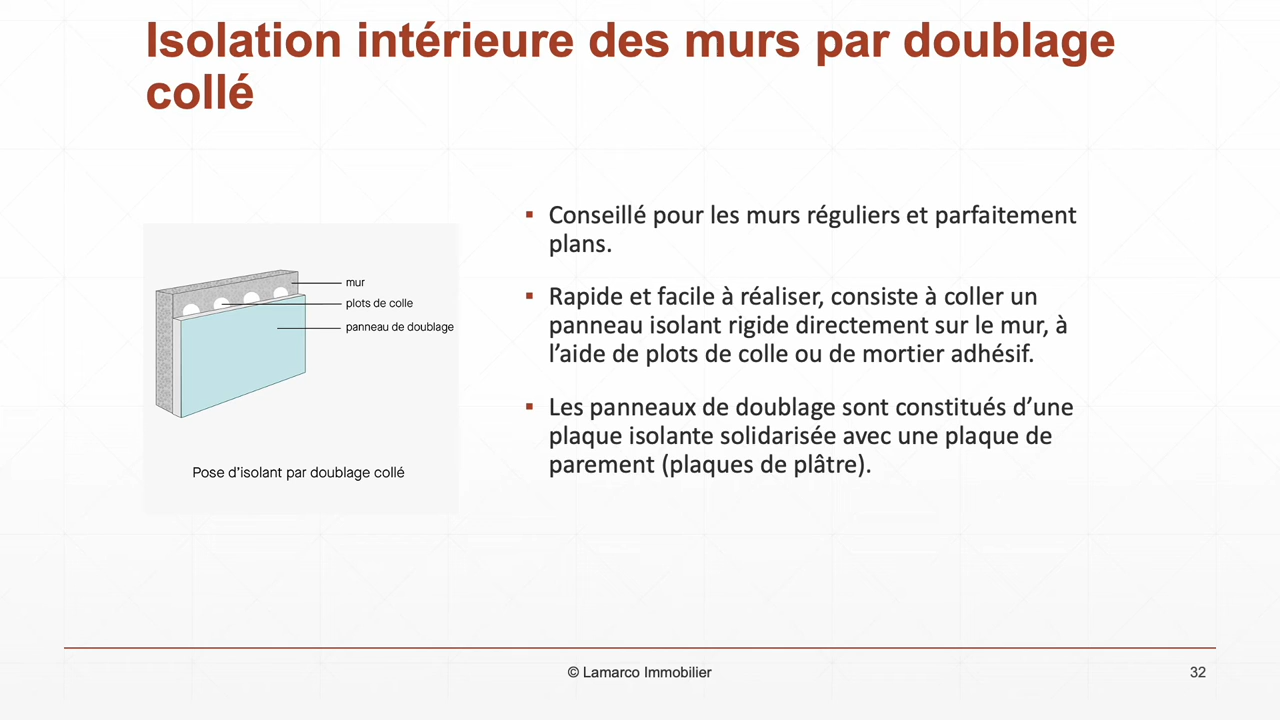 Isolation intérieure des murs par doublage
collé
mur
plots de colle
panneau de doublage
Pose d'isolant par doublage collé
▪ Conseillé pour les murs réguliers et parfaitement
plans.
▪ Rapide et facile à réaliser, consiste à coller un
panneau isolant rigide directement sur le mur, à
l’aide de plots de colle ou de mortier adhésif.
▪ Les panneaux de doublage sont constitués d’une
plaque isolante solidarisée avec une plaque de
parement (plaques de plâtre).
© Lamarco Immobilier
32